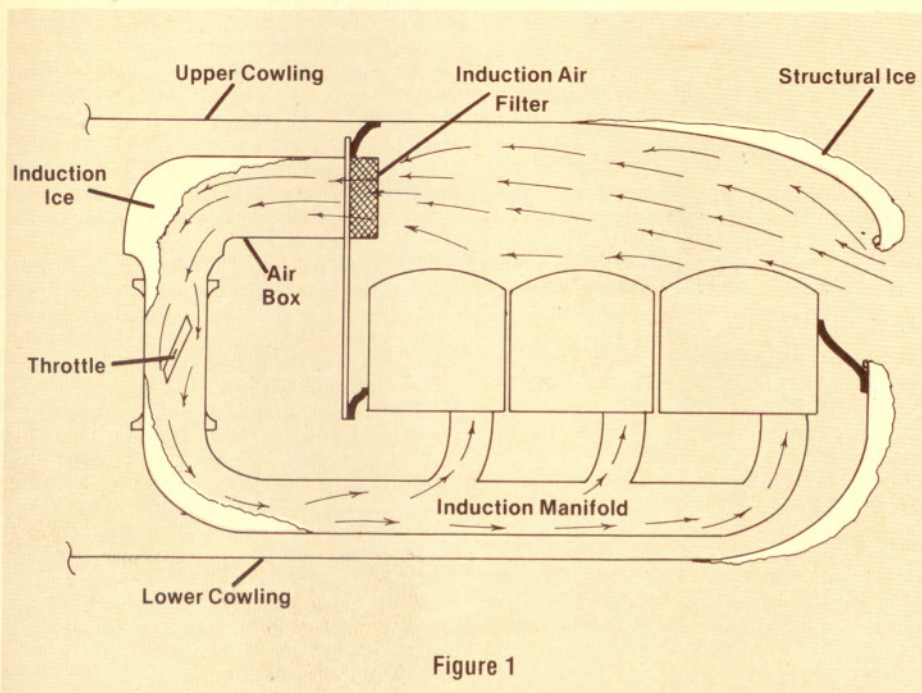 Upper Cowling
Induction Air
Filter
Structural Ice
Induction
Ice
Air
Box
Throttle
Induction Manifold
Lower Cowling
Figure 1